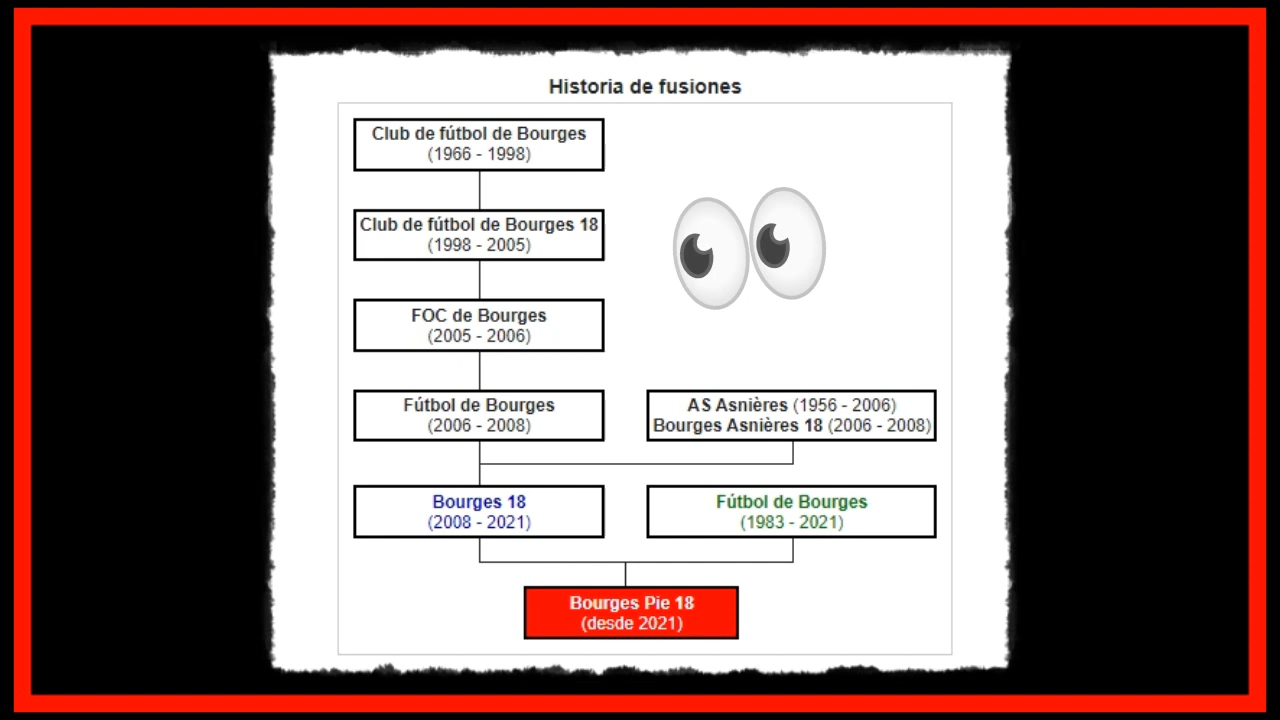 Historia de fusiones
Club de fútbol de Bourges
(1966 - 1998)
Club de fútbol de Bourges 18
(1998 - 2005)
FOC de Bourges
(2005 - 2006)
Fútbol de Bourges
(2006 - 2008)
AS Asnières (1956 - 2006)
Bourges Asnières 18 (2006 - 2008)
Bourges 18
(2008 - 2021)
Fútbol de Bourges
(1983 - 2021)
Bourges Pie 18
(desde 2021)